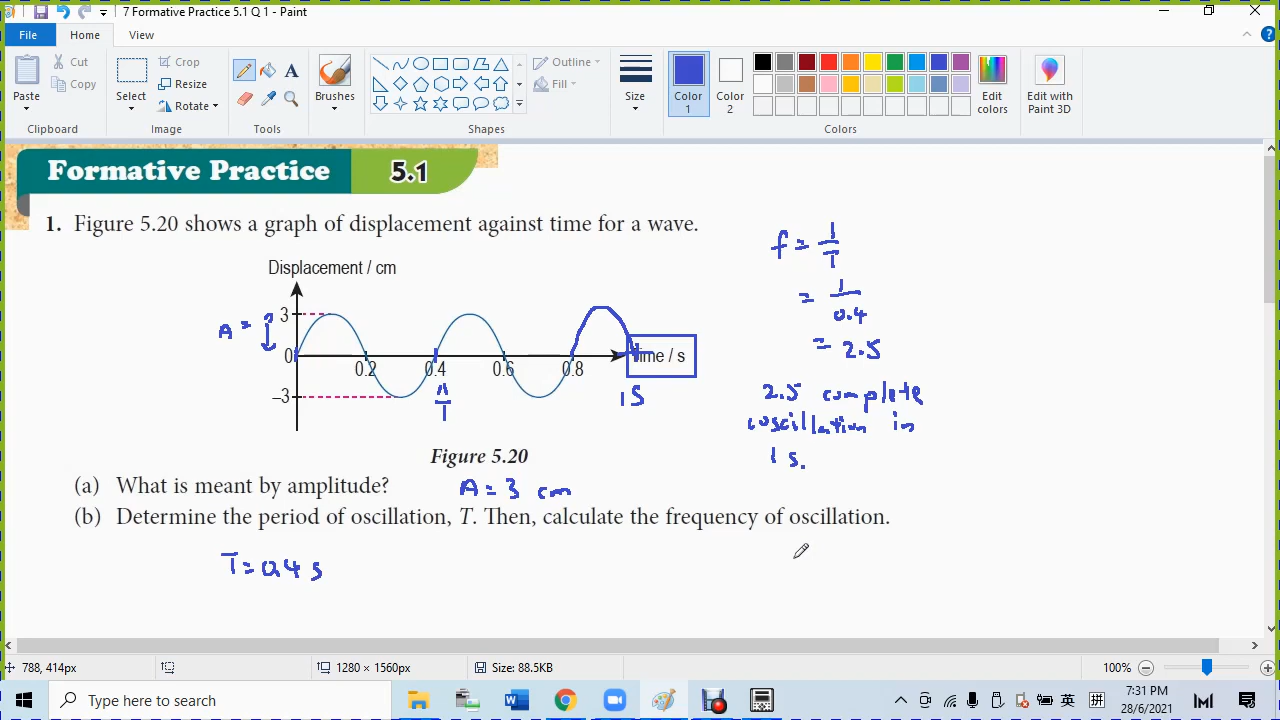 7 Formative Practice 5.1 Q 1 - Paint
File
Home
View
Paste
Cut
Copy
Clipboard
Select
Crop
Resize
Rotate
Image
A
Tools
Brushes
Outline
Fill
Shapes
Size
Color 1
Color 2
Edit colors
Edit with Paint 3D
Colors
Formative Practice 5.1
1. Figure 5.20 shows a graph of displacement against time for a wave.
Displacement / cm
3
0
–3
0.2
0.4
0.6
0.8
Time / s
A =
T
1S
Figure 5.20
f = 1/T
= 1/0.4
= 2.5
2.5 complete
oscillation in
1 s.
(a) What is meant by amplitude?
A = 3 cm
(b) Determine the period of oscillation, T. Then, calculate the frequency of oscillation.
T = 0.4 s
788, 414px
1280 × 1560px
Size: 88.5KB
100%
Type here to search
英
拼
7:31 PM
28/6/2021